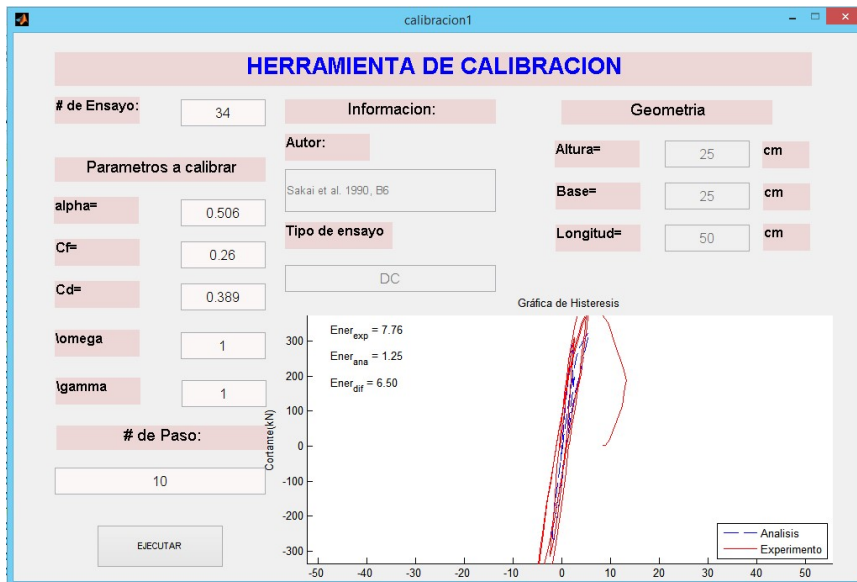 calibracion1
HERRAMIENTA DE CALIBRACION
# de Ensayo:
34
Parametros a calibrar
alpha=
0.506
Cf=
0.26
Cd=
0.389
\omega
1
\gamma
1
# de Paso:
10
EJECUTAR
Informacion:
Autor:
Sakai et al. 1990, B6
Tipo de ensayo
DC
Geometria
Altura=
25
cm
Base=
25
cm
Longitud=
50
cm
Gráfica de Histeresis
Ener_exp = 7.76
Ener_ana = 1.25
Ener_dif = 6.50
Cortante(kN)
300
200
100
0
-100
-200
-300
-50 -40 -30 -20 -10 0 10 20 30 40 50
Analisis
Experimento